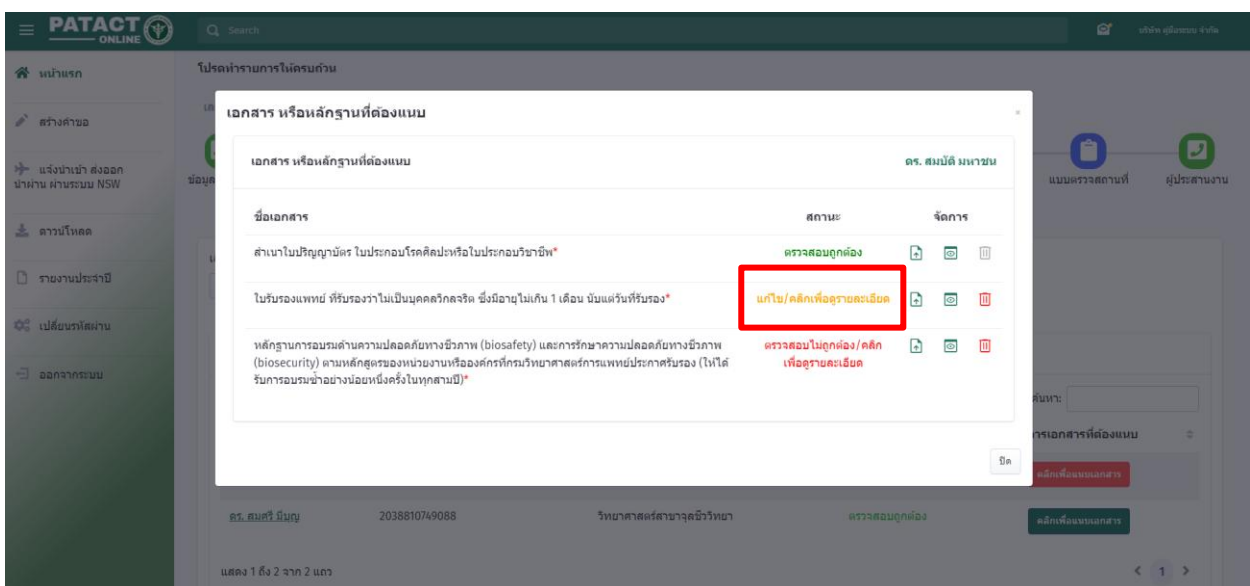 PATACT
ONLINE
Search
บริษัท คู่มือระบบ จำกัด
หน้าแรก
สร้างคำขอ
แจ้งนำเข้า ส่งออก
นำผ่าน ผ่านระบบ NSW
ดาวน์โหลด
รายงานประจำปี
เปลี่ยนรหัสผ่าน
ออกจากระบบ
โปรดทำรายการให้ครบถ้วน
ข้อมูล
แบบตรวจสถานที่
ผู้ประสานงาน
เอกสาร หรือหลักฐานที่ต้องแนบ
×
เอกสาร หรือหลักฐานที่ต้องแนบ
ดร. สมบัติ มหาชน
ชื่อเอกสาร สถานะ จัดการ
สำเนาใบปริญญาบัตร ใบประกอบโรคศิลปะหรือใบประกอบวิชาชีพ* ตรวจสอบถูกต้อง
ใบรับรองแพทย์ ที่รับรองว่าไม่เป็นบุคคลวิกลจริต ซึ่งมีอายุไม่เกิน 1 เดือน นับแต่วันที่รับรอง* แก้ไข/คลิกเพื่อดูรายละเอียด
หลักฐานการอบรมด้านความปลอดภัยทางชีวภาพ (biosafety) และการรักษาความปลอดภัยทางชีวภาพ ตรวจสอบไม่ถูกต้อง/คลิก
(biosecurity) ตามหลักสูตรของหน่วยงานหรือองค์กรที่กรมวิทยาศาสตร์การแพทย์ประกาศรับรอง (ให้ได้ เพื่อดูรายละเอียด
รับการอบรมซ้ำอย่างน้อยหนึ่งครั้งในทุกสามปี)*
ปิด
ค้นหา:
ารเอกสารที่ต้องแนบ
คลิกเพื่อแนบเอกสาร
ดร. สมศรี มีบุญ 2038810749088 วิทยาศาสตร์สาขาจุลชีววิทยา ตรวจสอบถูกต้อง คลิกเพื่อแนบเอกสาร
แสดง 1 ถึง 2 จาก 2 แถว
1